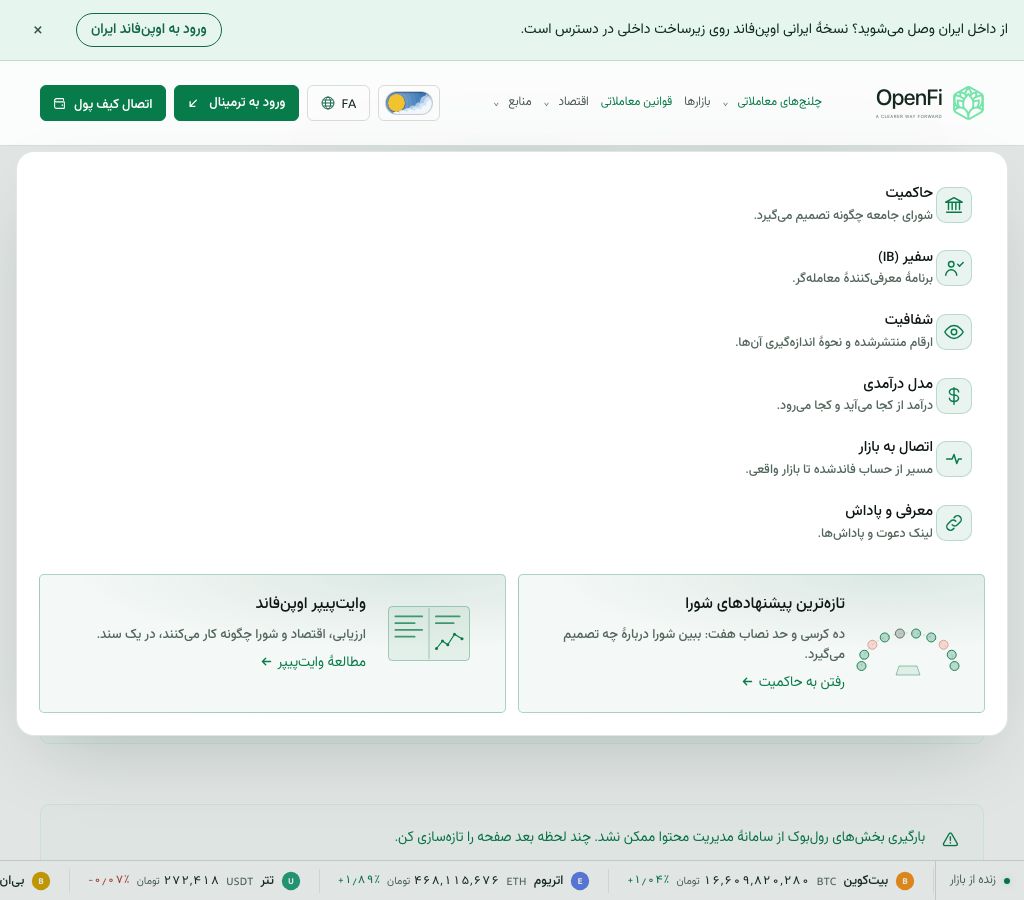 از داخل ایران وصل می‌شوید؟ نسخهٔ ایرانی اوپن‌فاند روی زیرساخت داخلی در دسترس است.
ورود به اوپن‌فاند ایران
×
OpenFi
A CLEARER WAY FORWARD
چلنج‌های معاملاتی
بازارها
قوانین معاملاتی
اقتصاد
منابع
FA
ورود به ترمینال
اتصال کیف پول
حاکمیت
شورای جامعه چگونه تصمیم می‌گیرد.
سفیر (IB)
برنامهٔ معرفی‌کنندهٔ معامله‌گر.
شفافیت
ارقام منتشرشده و نحوهٔ اندازه‌گیری آن‌ها.
مدل درآمدی
درآمد از کجا می‌آید و کجا می‌رود.
اتصال به بازار
مسیر از حساب فاندشده تا بازار واقعی.
معرفی و پاداش
لینک دعوت و پاداش‌ها.
تازه‌ترین پیشنهادهای شورا
ده کرسی و حد نصاب هفت: ببین شورا دربارهٔ چه تصمیم
می‌گیرد.
رفتن به حاکمیت ←
وایت‌پیپر اوپن‌فاند
ارزیابی، اقتصاد و شورا چگونه کار می‌کنند، در یک سند.
مطالعهٔ وایت‌پیپر ←
بارگیری بخش‌های رول‌بوک از سامانهٔ مدیریت محتوا ممکن نشد. چند لحظه بعد صفحه را تازه‌سازی کن.
زنده از بازار
B بیت‌کوین BTC ۱۶,۶۰۹,۸۲۰,۲۸۰ تومان +۱٫۰۴٪
E اتریوم ETH ۴۶۸,۱۱۵,۶۷۶ تومان +۱٫۸۹٪
U تتر USDT ۲۷۲,۴۱۸ تومان -۰٫۰۷٪
B بی‌ان